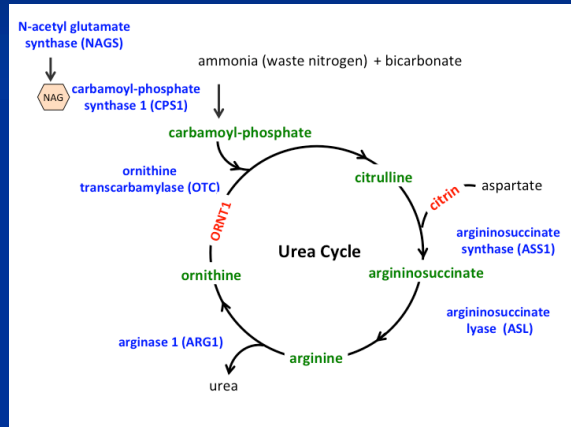 N-acetyl glutamate
synthase (NAGS)
ammonia (waste nitrogen) + bicarbonate
NAG
carbamoyl-phosphate
synthase 1 (CPS1)
carbamoyl-phosphate
ornithine
transcarbamylase (OTC)
citrulline
citrin
aspartate
ORNT1
argininosuccinate
synthase (ASS1)
Urea Cycle
ornithine
argininosuccinate
argininosuccinate
lyase (ASL)
arginase 1 (ARG1)
arginine
urea